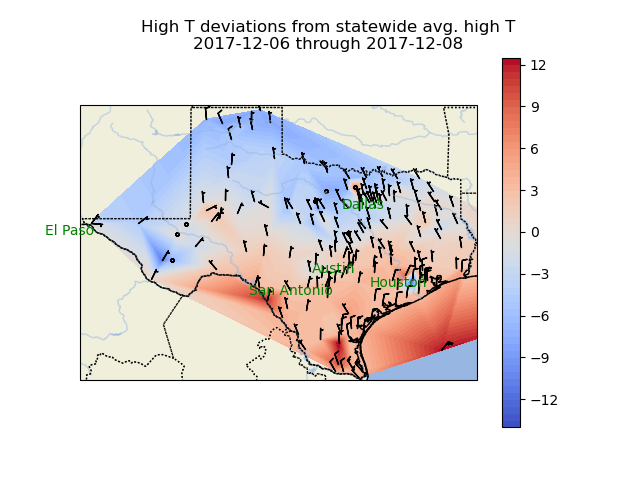 High T deviations from statewide avg. high T
2017-12-06 through 2017-12-08
12
9
6
3
0
−3
−6
−9
−12
Dallas
El Paso
Austin
Houston
San Antonio